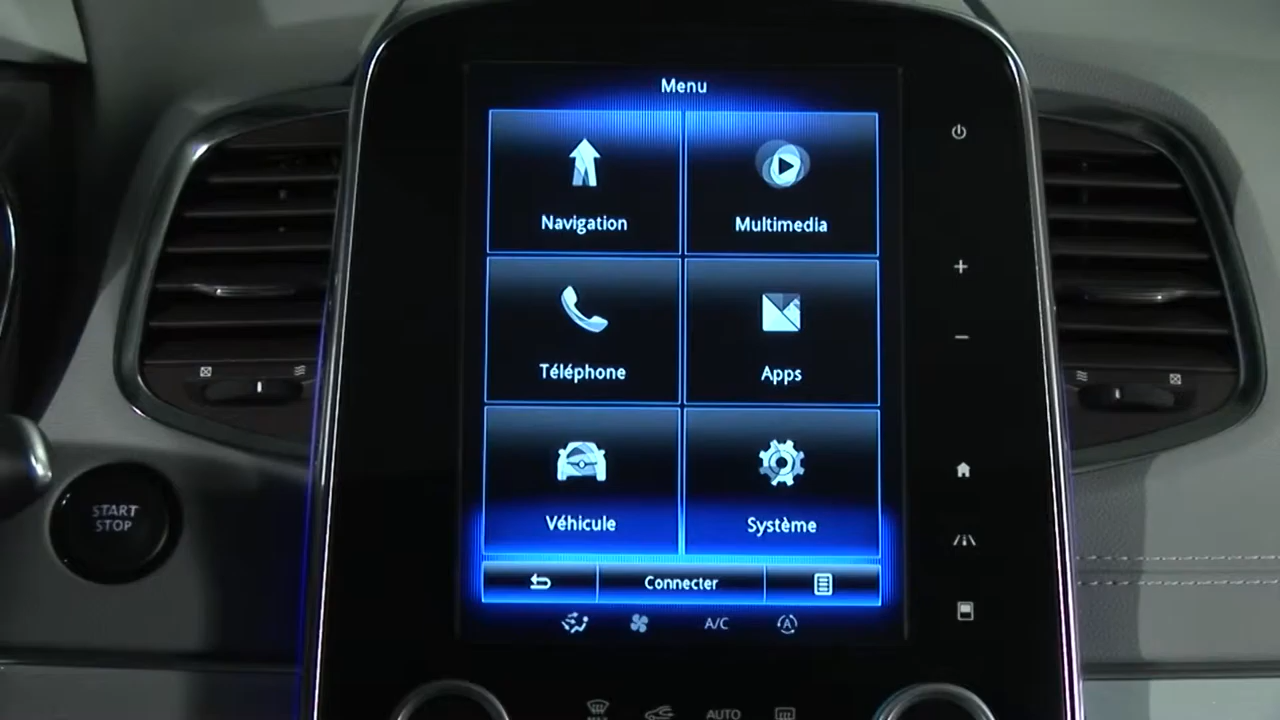 Menu
Navigation
Multimedia
Téléphone
Apps
Véhicule
Système
START
STOP
Connecter
A/C
A
AUTO